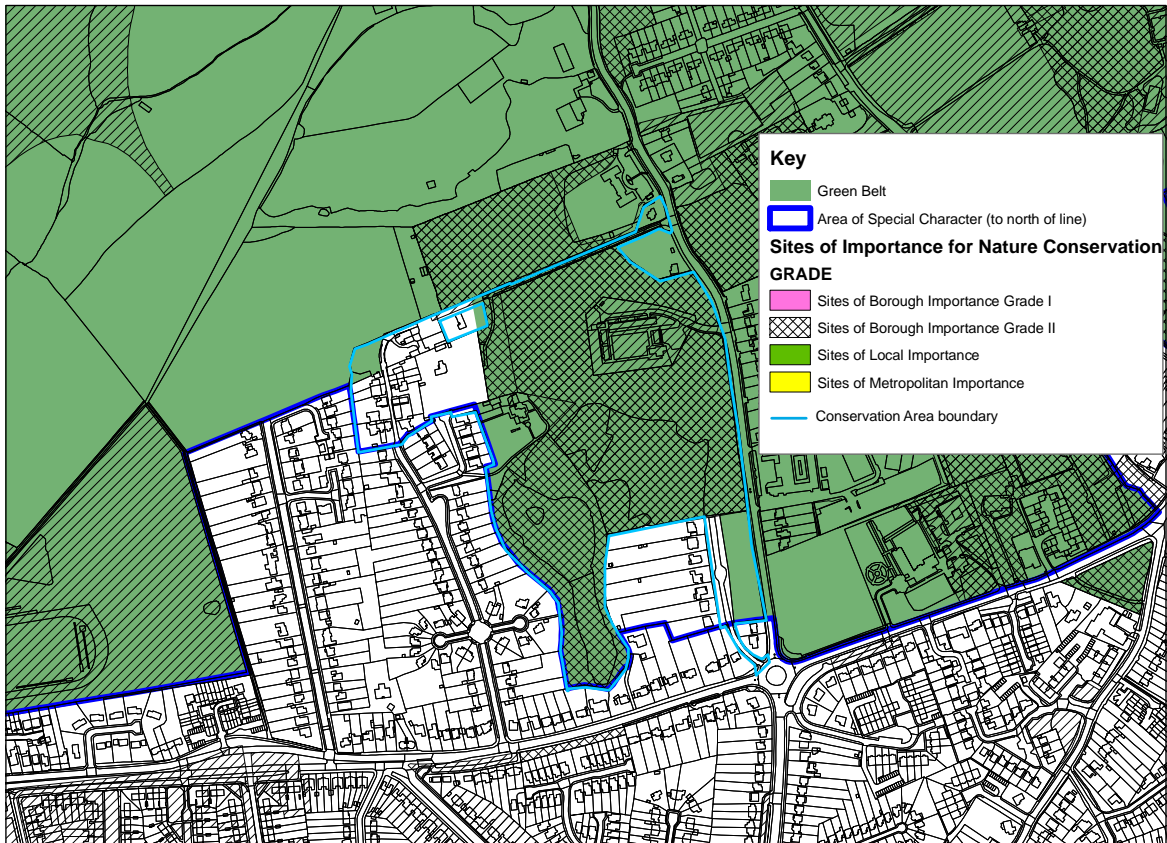 Key
Green Belt
Area of Special Character (to north of line)
Sites of Importance for Nature Conservation
GRADE
Sites of Borough Importance Grade I
Sites of Borough Importance Grade II
Sites of Local Importance
Sites of Metropolitan Importance
Conservation Area boundary